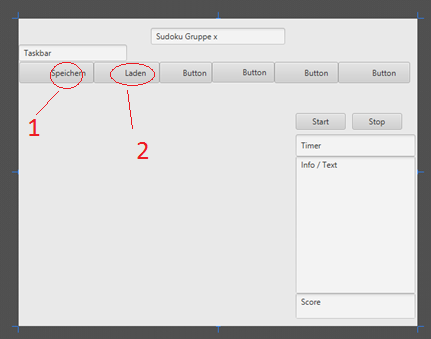 Sudoku Gruppe x
Taskbar
Speichern Laden Button Button Button Button
1
2
Start Stop
Timer
Info / Text
Score